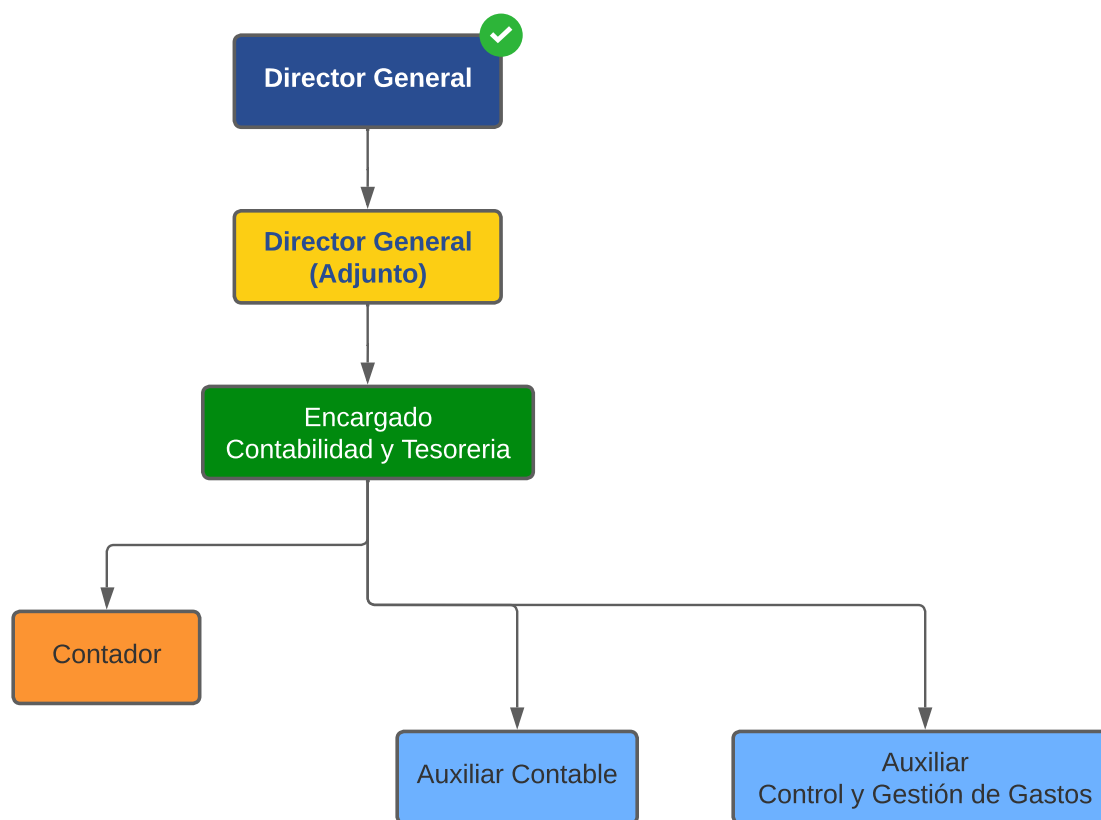 Director General
Director General
(Adjunto)
Encargado
Contabilidad y Tesoreria
Contador
Auxiliar Contable
Auxiliar
Control y Gestión de Gastos